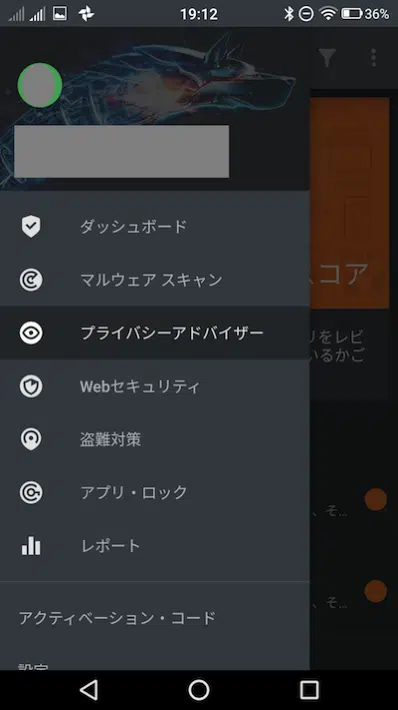 19:12
36%
スコア
ダッシュボード
マルウェア スキャン
プライバシーアドバイザー
リをレビ
いるかご
Webセキュリティ
盗難対策
アプリ・ロック
、そ...
レポート
、そ...
アクティベーション・コード
設定